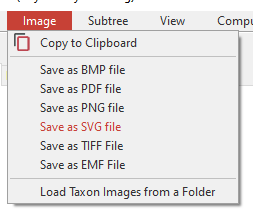 Image Subtree View Compu
Copy to Clipboard
Save as BMP file
Save as PDF file
Save as PNG file
Save as SVG file
Save as TIFF File
Save as EMF File
Load Taxon Images from a Folder